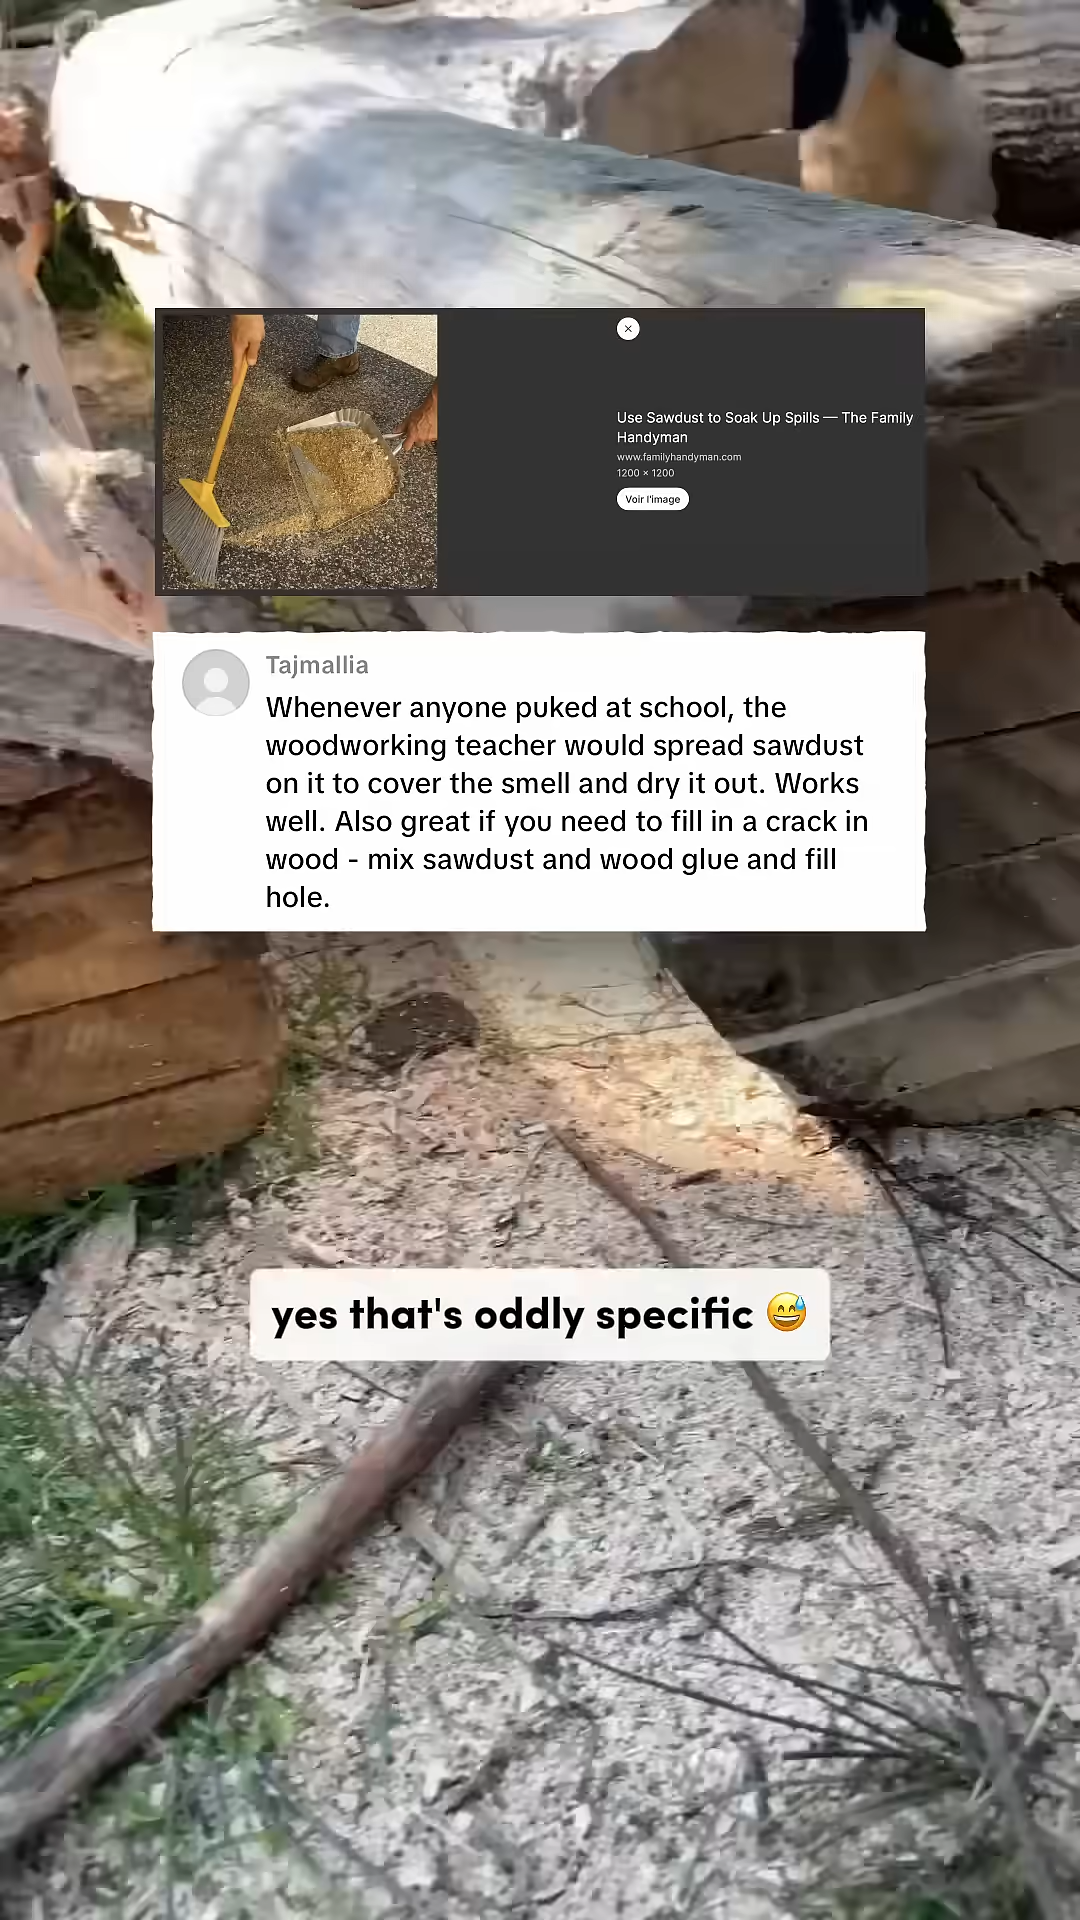 Use Sawdust to Soak Up Spills — The Family
Handyman
www.familyhandyman.com
1200 × 1200
Voir l'image
Tajmallia
Whenever anyone puked at school, the
woodworking teacher would spread sawdust
on it to cover the smell and dry it out. Works
well. Also great if you need to fill in a crack in
wood - mix sawdust and wood glue and fill
hole.
yes that's oddly specific 😅